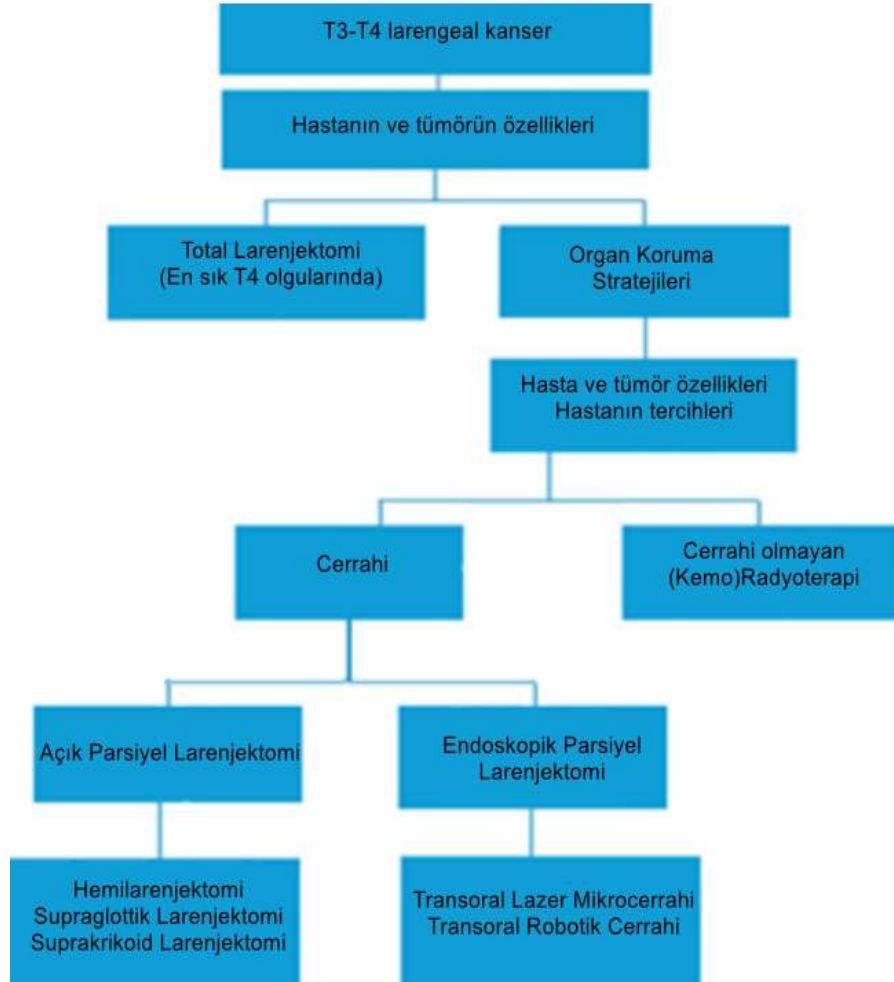 T3-T4 larengeal kanser
Hastanın ve tümörün özellikleri
Total Larenjektomi
(En sık T4 olgularında)
Organ Koruma
Stratejileri
Hasta ve tümör özellikleri
Hastanın tercihleri
Cerrahi
Cerrahi olmayan
(Kemo)Radyoterapi
Açık Parsiyel Larenjektomi
Endoskopik Parsiyel
Larenjektomi
Hemilarenjektomi
Supraglottik Larenjektomi
Suprakrikoid Larenjektomi
Transoral Lazer Mikrocerrahi
Transoral Robotik Cerrahi